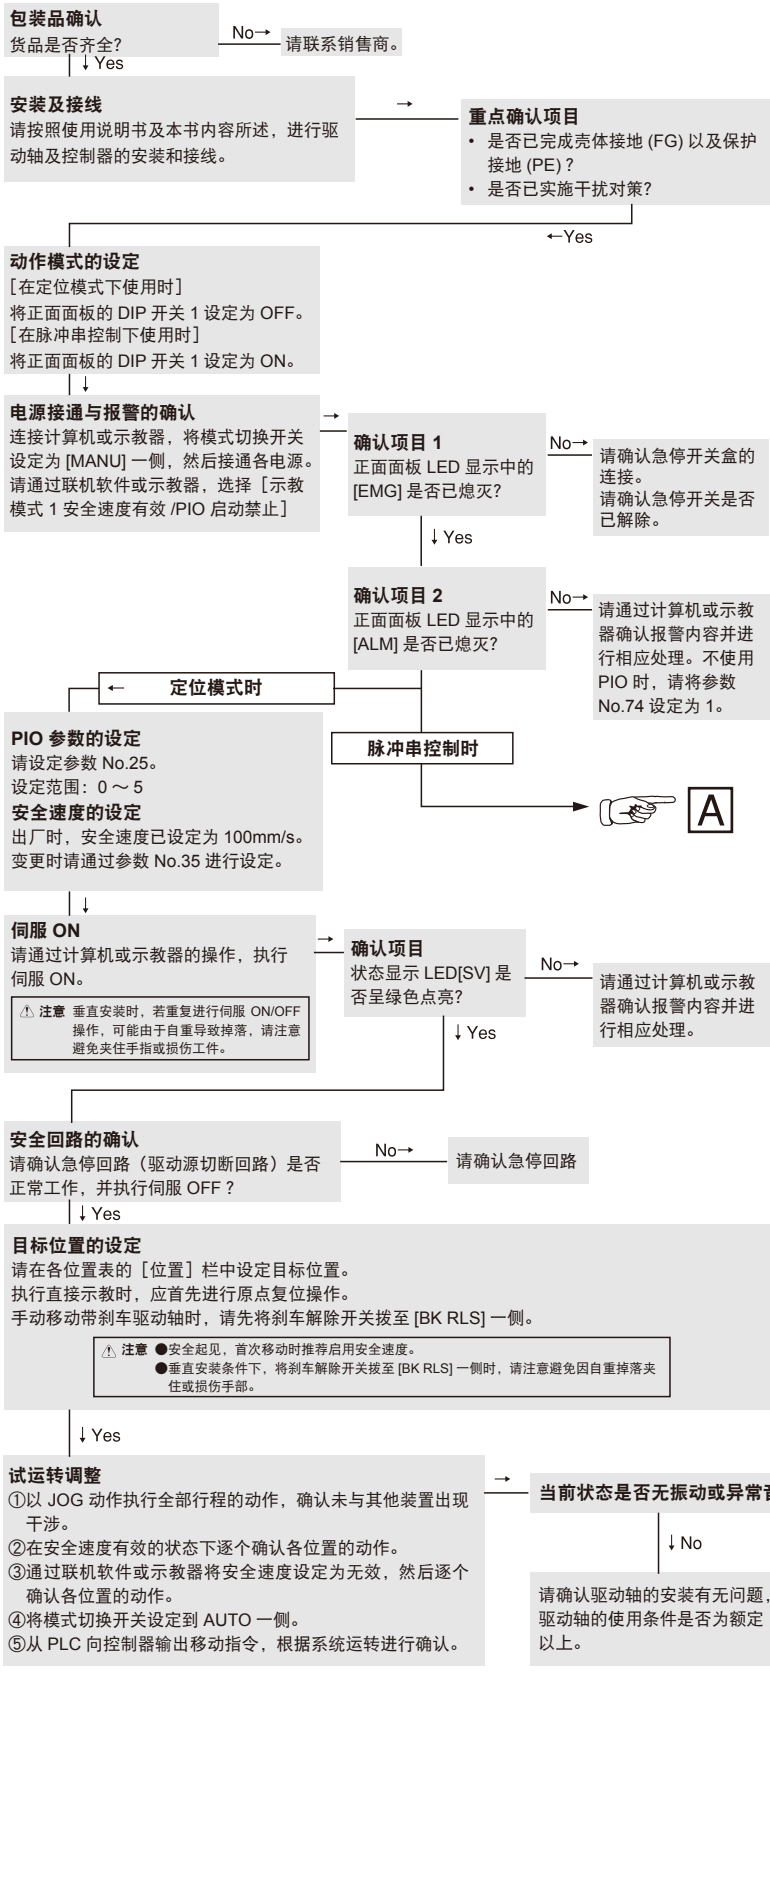 包装品确认
货品是否齐全？
No→
请联系销售商。
↓Yes
安装及接线
请按照使用说明书及本书内容所述，进行驱
动轴及控制器的安装和接线。
→
重点确认项目
• 是否已完成壳体接地 (FG) 以及保护
接地 (PE)？
• 是否已实施干扰对策？
←Yes
动作模式的设定
［在定位模式下使用时］
将正面面板的 DIP 开关 1 设定为 OFF。
［在脉冲串控制下使用时］
将正面面板的 DIP 开关 1 设定为 ON。
↓
电源接通与报警的确认
连接计算机或示教器，将模式切换开关
设定为 [MANU] 一侧，然后接通各电源。
请通过联机软件或示教器，选择［示教
模式 1 安全速度有效 /PIO 启动禁止］
→
确认项目 1
正面面板 LED 显示中的
[EMG] 是否已熄灭？
No→
请确认急停开关盒的
连接。
请确认急停开关是否
已解除。
↓Yes
确认项目 2
正面面板 LED 显示中的
[ALM] 是否已熄灭？
No→
请通过计算机或示教
器确认报警内容并进
行相应处理。不使用
PIO 时，请将参数
No.74 设定为 1。
← 定位模式时
脉冲串控制时
A
PIO 参数的设定
请设定参数 No.25。
设定范围：0 ～ 5
安全速度的设定
出厂时，安全速度已设定为 100mm/s。
变更时请通过参数 No.35 进行设定。
↓
伺服 ON
请通过计算机或示教器的操作，执行
伺服 ON。
⚠ 注意 垂直安装时，若重复进行伺服 ON/OFF
操作，可能由于自重导致掉落，请注意
避免夹住手指或损伤工件。
→
确认项目
状态显示 LED[SV] 是
否呈绿色点亮？
No→
请通过计算机或示教
器确认报警内容并进
行相应处理。
↓Yes
安全回路的确认
请确认急停回路（驱动源切断回路）是否
正常工作，并执行伺服 OFF？
No→
请确认急停回路
↓Yes
目标位置的设定
请在各位置表的［位置］栏中设定目标位置。
执行直接示教时，应首先进行原点复位操作。
手动移动带刹车驱动轴时，请先将刹车解除开关拨至 [BK RLS] 一侧。
⚠ 注意 ●安全起见，首次移动时推荐启用安全速度。
●垂直安装条件下，将刹车解除开关拨至 [BK RLS] 一侧时，请注意避免因自重掉落夹
住或损伤手部。
↓Yes
试运转调整
①以 JOG 动作执行全部行程的动作，确认未与其他装置出现
干涉。
②在安全速度有效的状态下逐个确认各位置的动作。
③通过联机软件或示教器将安全速度设定为无效，然后逐个
确认各位置的动作。
④将模式切换开关设定到 AUTO 一侧。
⑤从 PLC 向控制器输出移动指令，根据系统运转进行确认。
→
当前状态是否无振动或异常
↓No
请确认驱动轴的安装有无问题，
驱动轴的使用条件是否为额定
以上。